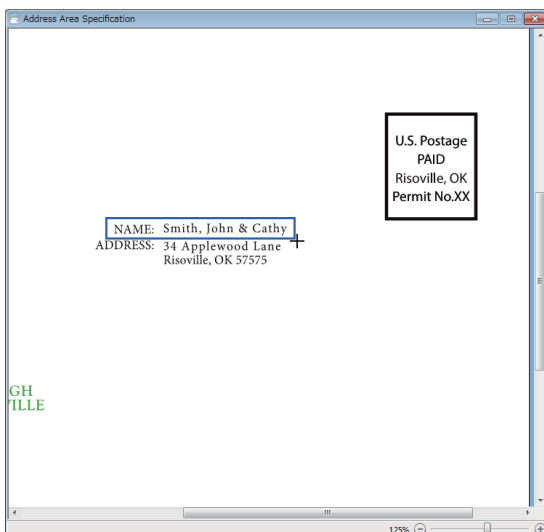 Address Area Specification
U.S. Postage
PAID
Risoville, OK
Permit No.XX
NAME: Smith, John & Cathy
ADDRESS: 34 Applewood Lane
Risoville, OK 57575
GH
VILLE
125%